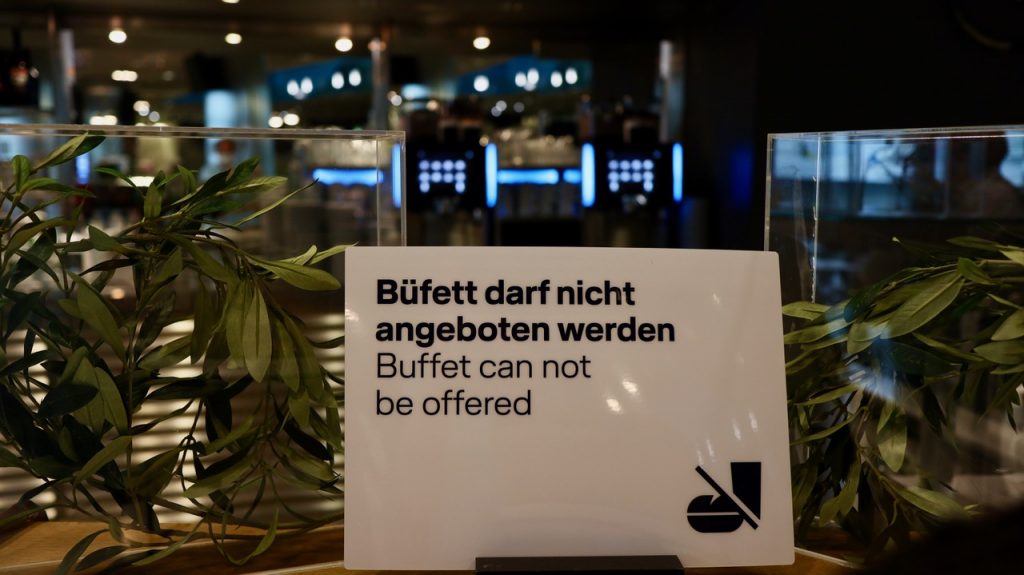 Büfett darf nicht
angeboten werden
Buffet can not
be offered